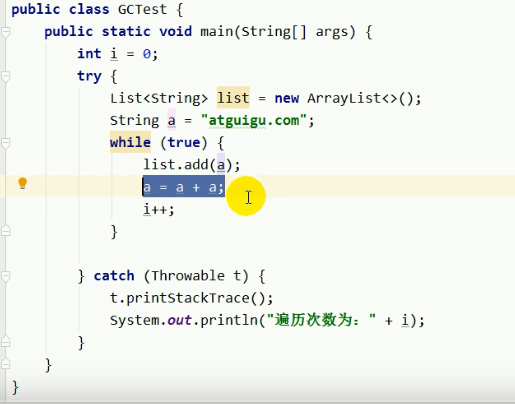 public class GCTest {
public static void main(String[] args) {
int i = 0;
try {
List<String> list = new ArrayList<>();
String a = "atguigu.com";
while (true) {
list.add(a);
a = a + a;
i++;
}
} catch (Throwable t) {
t.printStackTrace();
System.out.println("遍历次数为：" + i);
}
}
}